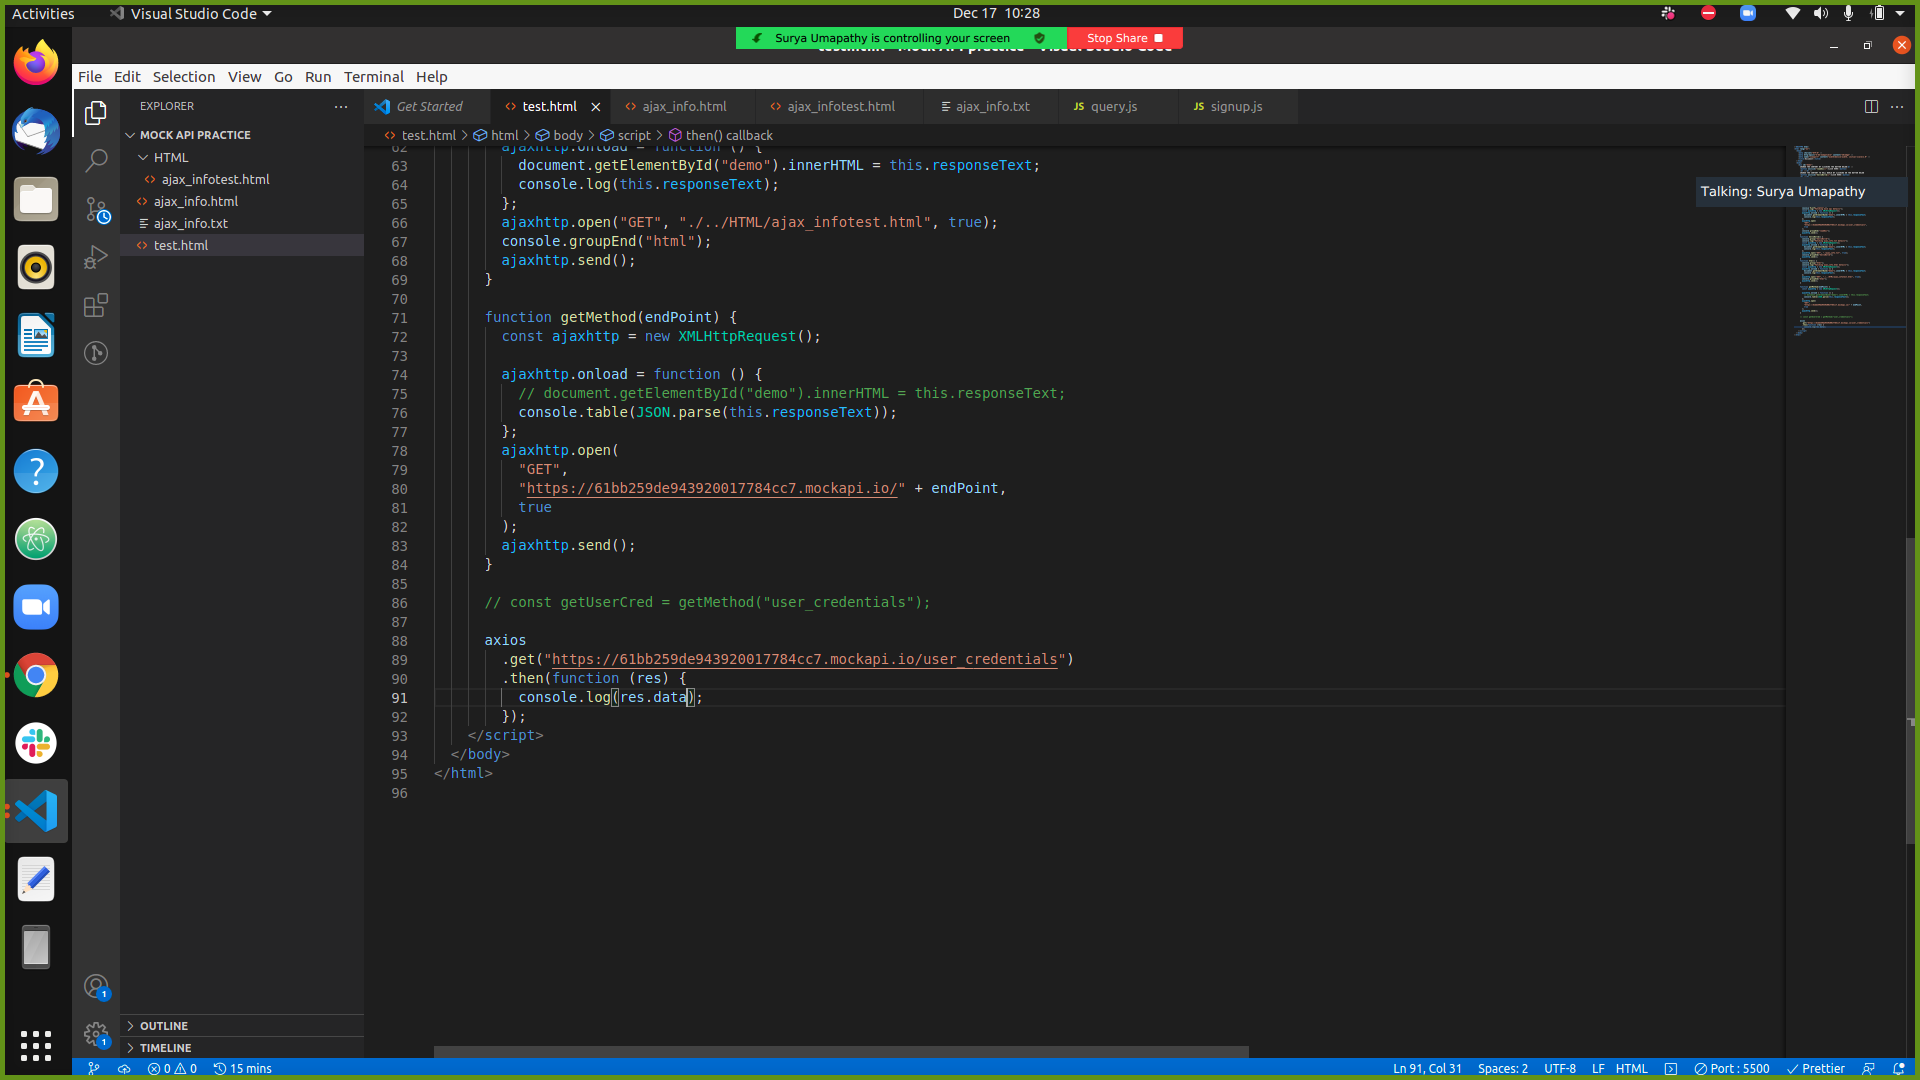 Activities
Visual Studio Code
Dec 17 10:28
Surya Umapathy is controlling your screen
Stop Share
File Edit Selection View Go Run Terminal Help
EXPLORER
Get Started
test.html
ajax_info.html
ajax_infotest.html
ajax_info.txt
JS query.js
JS signup.js
test.html > html > body > script > then() callback
MOCK API PRACTICE
HTML
ajax_infotest.html
ajax_info.html
ajax_info.txt
test.html
Talking: Surya Umapathy
62 ajaxhttp.onload = function () {
63 document.getElementById("demo").innerHTML = this.responseText;
64 console.log(this.responseText);
65 };
66 ajaxhttp.open("GET", "./../HTML/ajax_infotest.html", true);
67 console.groupEnd("html");
68 ajaxhttp.send();
69 }
70
71 function getMethod(endPoint) {
72 const ajaxhttp = new XMLHttpRequest();
73
74 ajaxhttp.onload = function () {
75 // document.getElementById("demo").innerHTML = this.responseText;
76 console.table(JSON.parse(this.responseText));
77 };
78 ajaxhttp.open(
79 "GET",
80 "https://61bb259de943920017784cc7.mockapi.io/" + endPoint,
81 true
82 );
83 ajaxhttp.send();
84 }
85
86 // const getUserCred = getMethod("user_credentials");
87
88 axios
89 .get("https://61bb259de943920017784cc7.mockapi.io/user_credentials")
90 .then(function (res) {
91 console.log(res.data);
92 });
93 </script>
94 </body>
95 </html>
96
1
1
OUTLINE
TIMELINE
0 0
15 mins
Ln 91, Col 31
Spaces: 2
UTF-8
LF
HTML
Port : 5500
Prettier